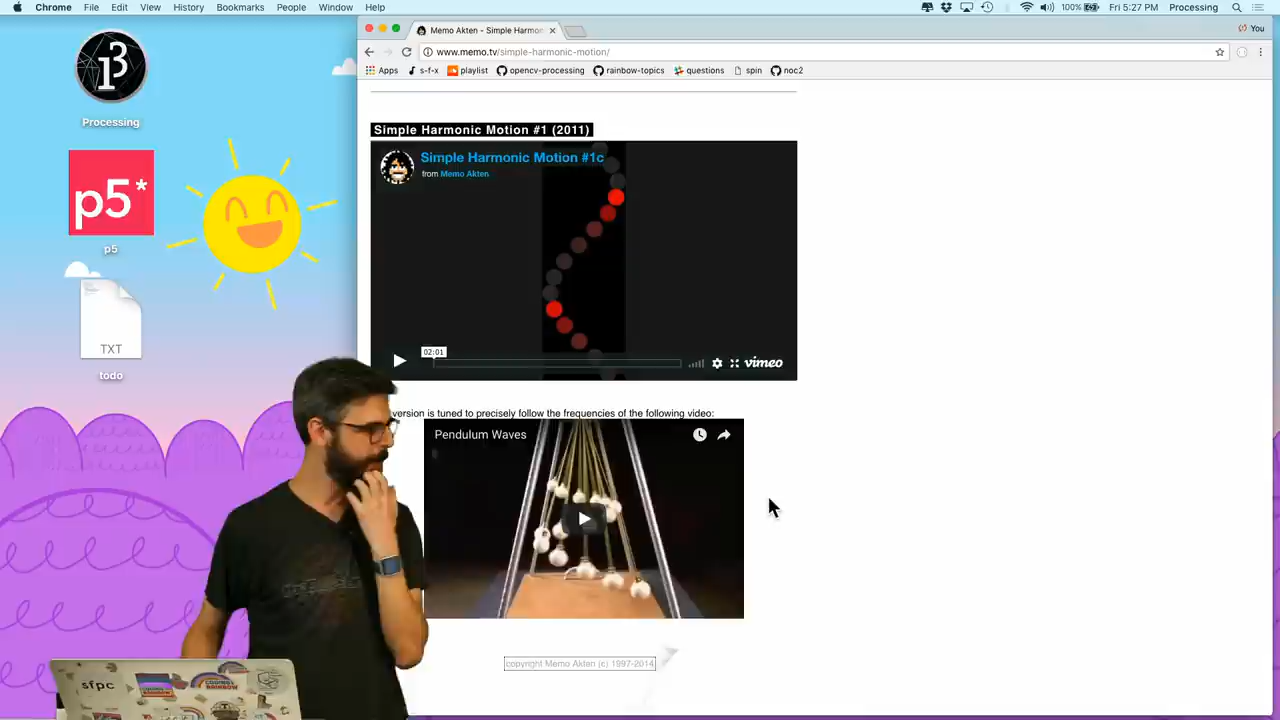 Chrome File Edit View History Bookmarks People Window Help 100% Fri 5:27 PM Processing
Memo Akten - Simple Harmon You
www.memo.tv/simple-harmonic-motion/
Apps s-f-x playlist opencv-processing rainbow-topics questions spin noc2
Processing
p5*
p5
TXT
todo
Simple Harmonic Motion #1 (2011)
Simple Harmonic Motion #1c
from Memo Akten
02:01
vimeo
version is tuned to precisely follow the frequencies of the following video:
Pendulum Waves
copyright Memo Akten (c) 1997-2014
sfpc